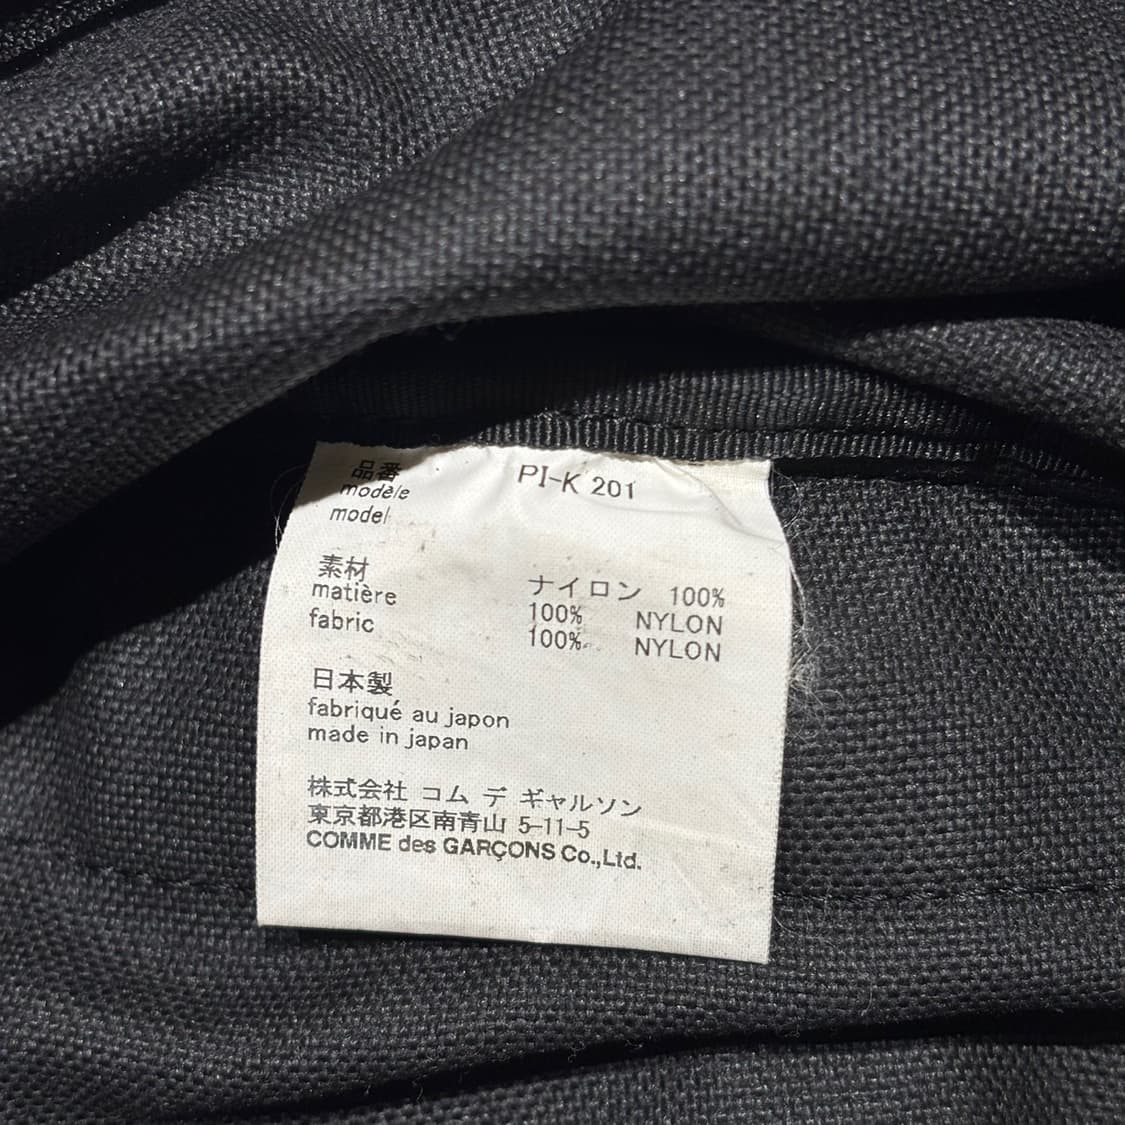 品番 PI-K 201
modèle
model
素材 ナイロン 100%
matière 100% NYLON
fabric 100% NYLON
日本製
fabriqué au japon
made in japan
株式会社 コム デ ギャルソン
東京都港区南青山 5-11-5
COMME des GARÇONS Co.,Ltd.